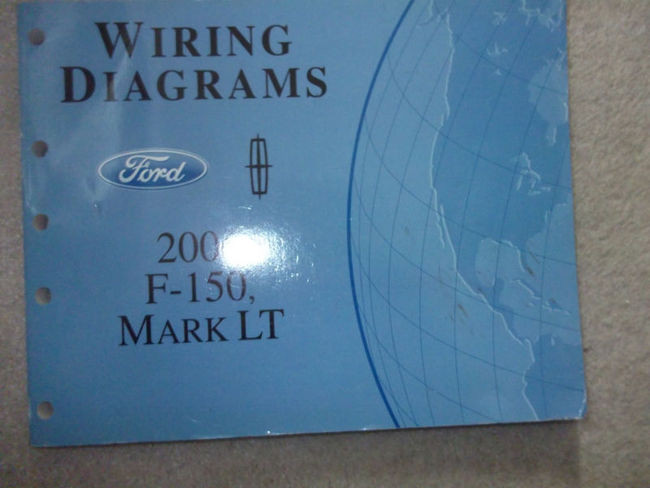 WIRING
DIAGRAMS
Ford
F-150,
MARK LT